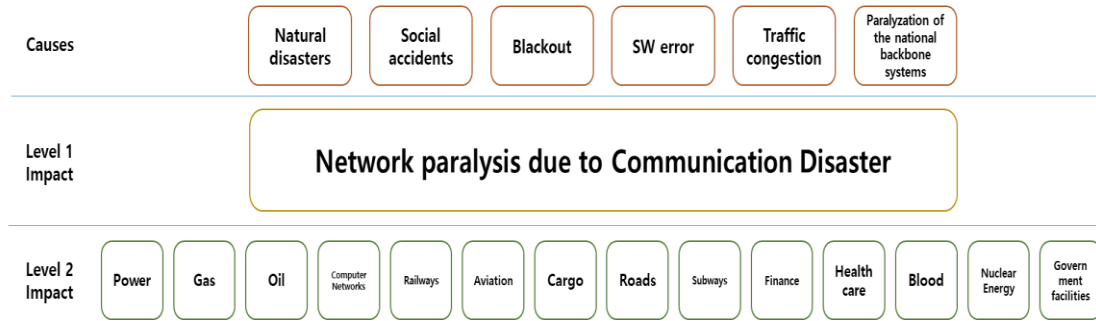 Causes
Natural
disasters
Social
accidents
Blackout
SW error
Traffic
congestion
Paralyzation of
the national
backbone
systems
Level 1
Impact
Network paralysis due to Communication Disaster
Level 2
Impact
Power
Gas
Oil
Computer
Networks
Railways
Aviation
Cargo
Roads
Subways
Finance
Health
care
Blood
Nuclear
Energy
Govern
ment
facilities